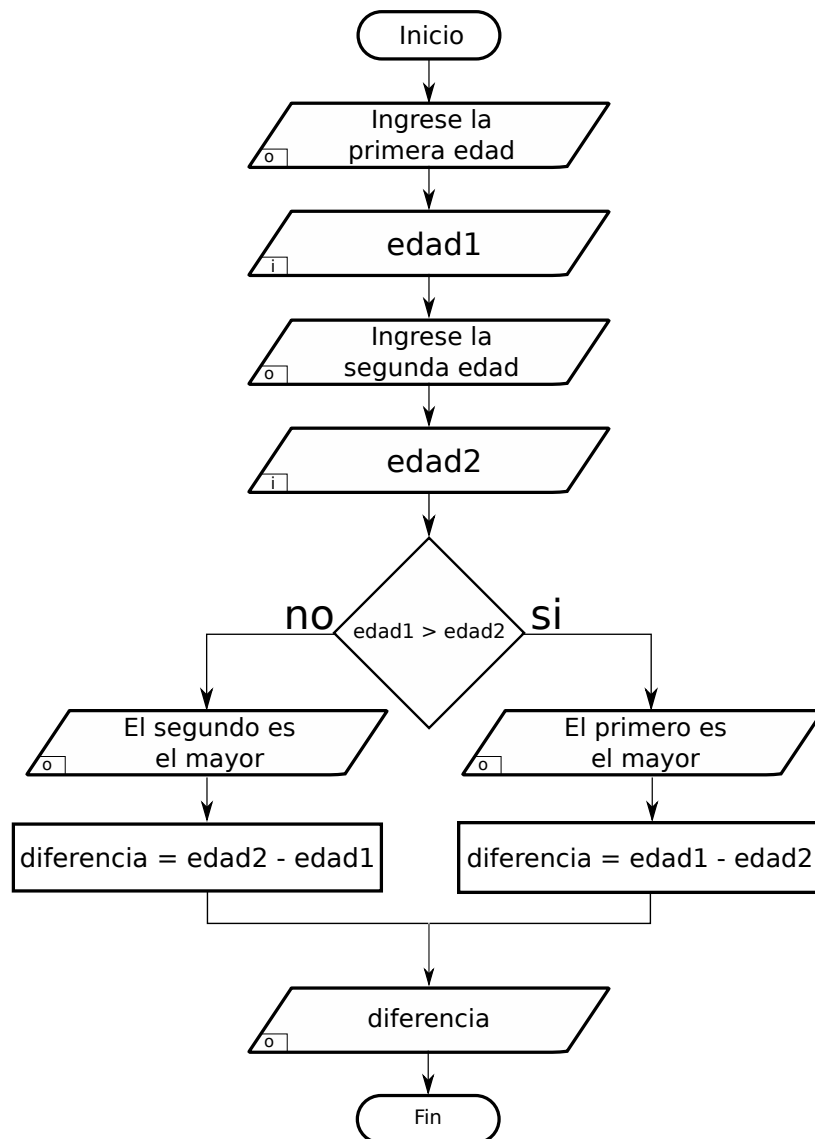 Inicio
Ingrese la
primera edad
o
edad1
i
Ingrese la
segunda edad
o
edad2
i
no
edad1 > edad2
si
El segundo es
el mayor
o
El primero es
el mayor
o
diferencia = edad2 - edad1
diferencia = edad1 - edad2
diferencia
o
Fin